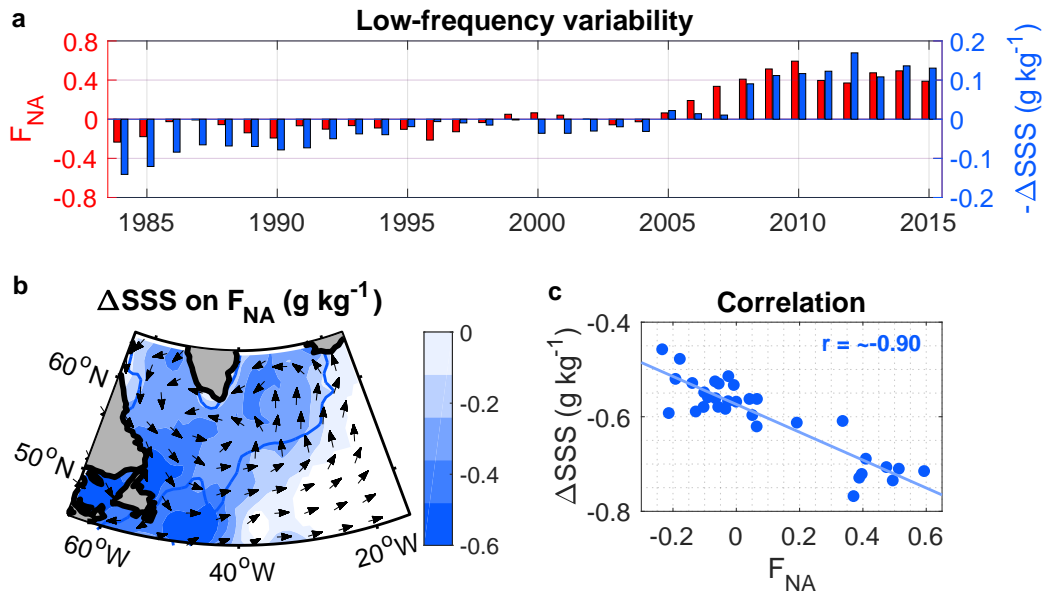 a
Low-frequency variability
0.8
0.4
0
-0.4
-0.8
F_NA
0.2
0.1
0
-0.1
-0.2
-ΔSSS (g kg⁻¹)
1985 1990 1995 2000 2005 2010 2015
b
ΔSSS on F_NA (g kg⁻¹)
60°N
50°N
60°W
40°W
20°W
0
-0.2
-0.4
-0.6
c
Correlation
r = ~-0.90
-0.4
-0.6
-0.8
ΔSSS (g kg⁻¹)
-0.2 0 0.2 0.4 0.6
F_NA